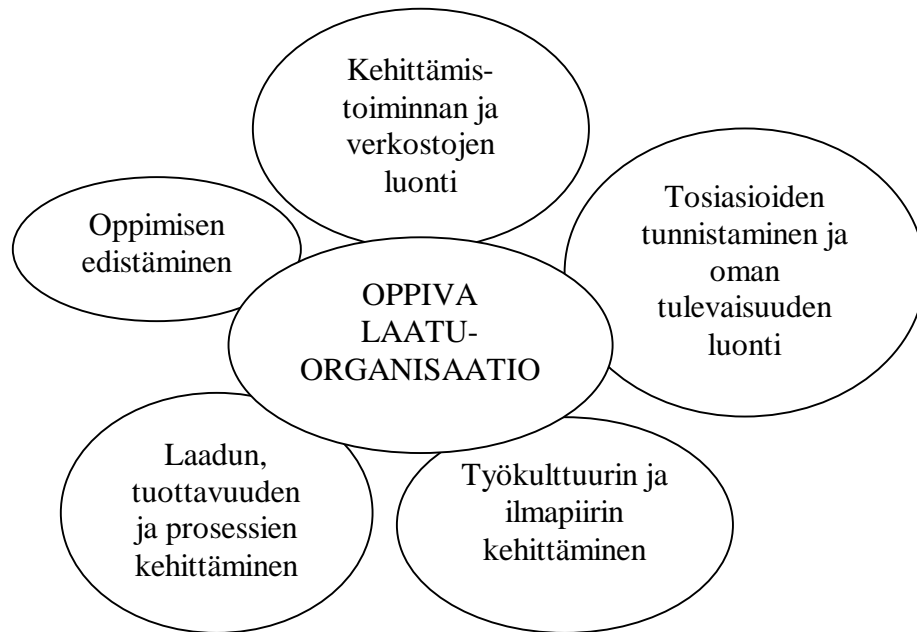 Kehittämis-
toiminnan ja
verkostojen
luonti
Oppimisen
edistäminen
Tosiasioiden
tunnistaminen ja
oman
tulevaisuuden
luonti
OPPIVA
LAATU-
ORGANISAATIO
Laadun,
tuottavuuden
ja prosessien
kehittäminen
Työkulttuurin ja
ilmapiirin
kehittäminen